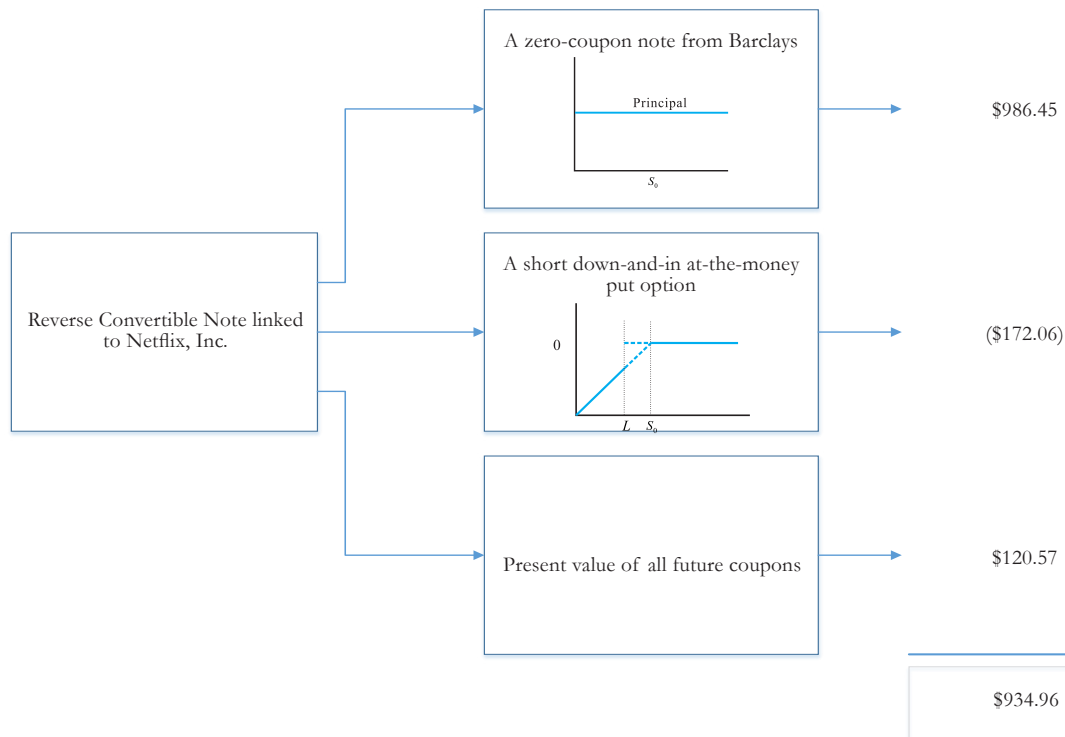 A zero-coupon note from Barclays
Principal
S₀
$986.45
Reverse Convertible Note linked
to Netflix, Inc.
A short down-and-in at-the-money
put option
0
L S₀
($172.06)
Present value of all future coupons
$120.57
$934.96